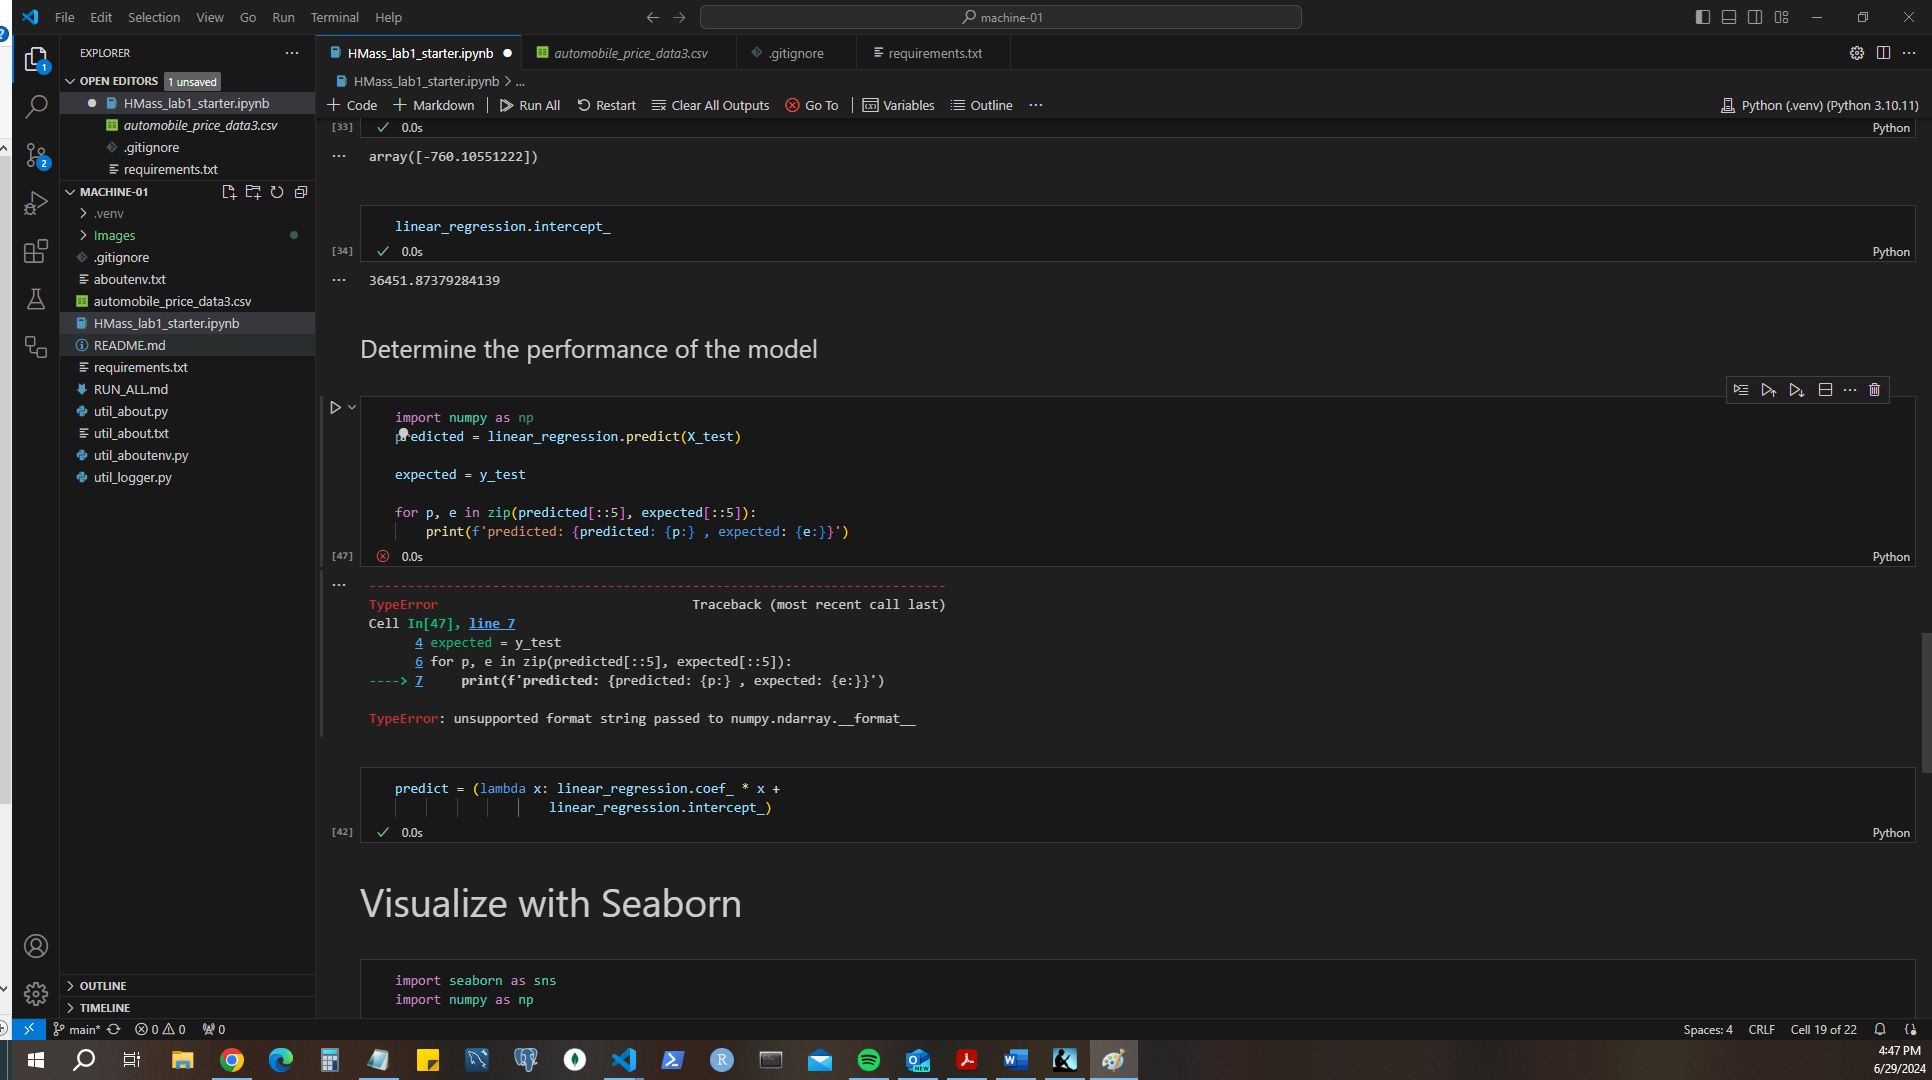 File Edit Selection View Go Run Terminal Help
machine-01
EXPLORER
OPEN EDITORS 1 unsaved
HMass_lab1_starter.ipynb
automobile_price_data3.csv
.gitignore
requirements.txt
MACHINE-01
.venv
Images
.gitignore
aboutenv.txt
automobile_price_data3.csv
HMass_lab1_starter.ipynb
README.md
requirements.txt
RUN_ALL.md
util_about.py
util_about.txt
util_aboutenv.py
util_logger.py
OUTLINE
TIMELINE
HMass_lab1_starter.ipynb automobile_price_data3.csv .gitignore requirements.txt
HMass_lab1_starter.ipynb > ...
+ Code + Markdown | Run All Restart Clear All Outputs Go To | Variables Outline ... Python (.venv) (Python 3.10.11)
[33] 0.0s Python
array([-760.10551222])
linear_regression.intercept_
[34] 0.0s Python
36451.87379284139
Determine the performance of the model
import numpy as np
predicted = linear_regression.predict(X_test)
expected = y_test
for p, e in zip(predicted[::5], expected[::5]):
print(f'predicted: {predicted: {p:} , expected: {e:}}')
[47] 0.0s Python
---------------------------------------------------------------------------
TypeError Traceback (most recent call last)
Cell In[47], line 7
4 expected = y_test
6 for p, e in zip(predicted[::5], expected[::5]):
----> 7 print(f'predicted: {predicted: {p:} , expected: {e:}}')
TypeError: unsupported format string passed to numpy.ndarray.__format__
predict = (lambda x: linear_regression.coef_ * x +
linear_regression.intercept_)
[42] 0.0s Python
Visualize with Seaborn
import seaborn as sns
import numpy as np
main* 0 0 0 Spaces: 4 CRLF Cell 19 of 22
4:47 PM
6/29/2024